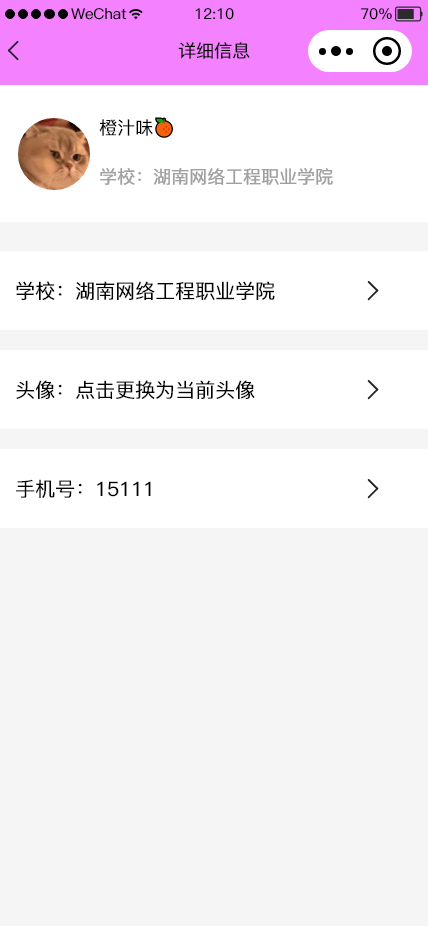 WeChat 12:10 70%
详细信息
橙汁味🍊
学校：湖南网络工程职业学院
学校：湖南网络工程职业学院
头像：点击更换为当前头像
手机号：15111